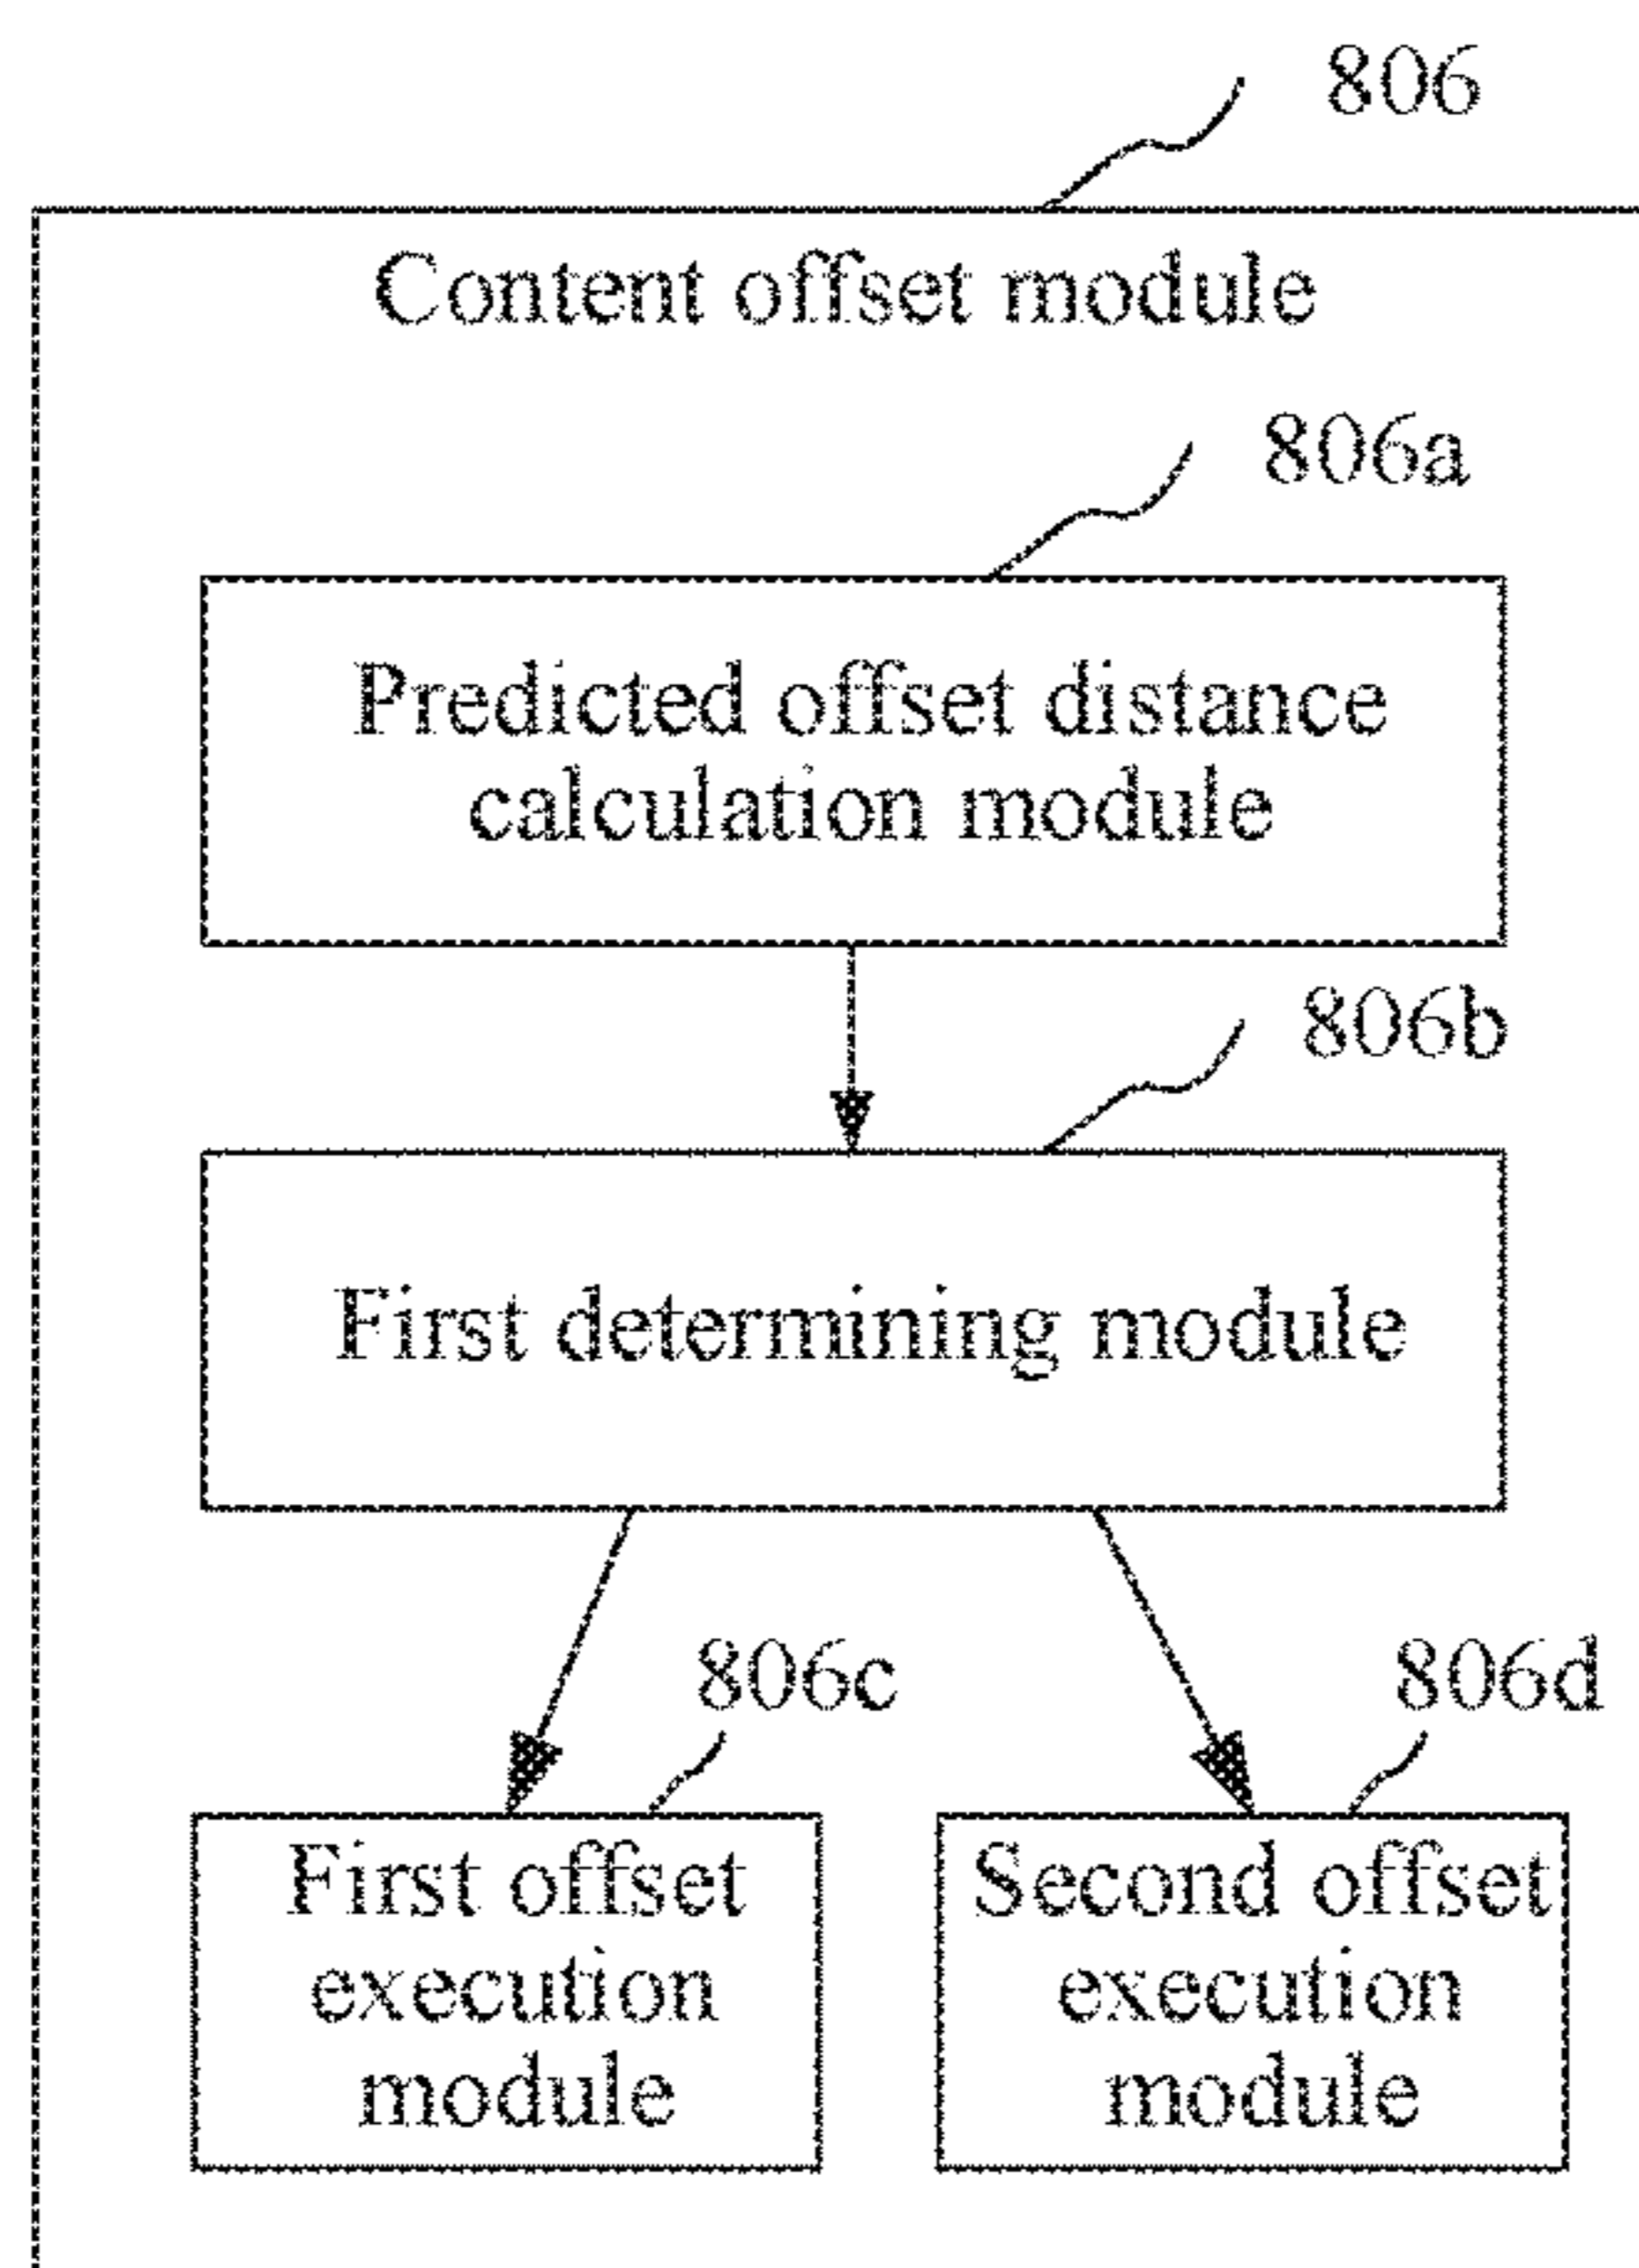 806
Content offset module
806a
Predicted offset distance
calculation module
806b
First determining module
806c
806d
First offset
execution
module
Second offset
execution
module